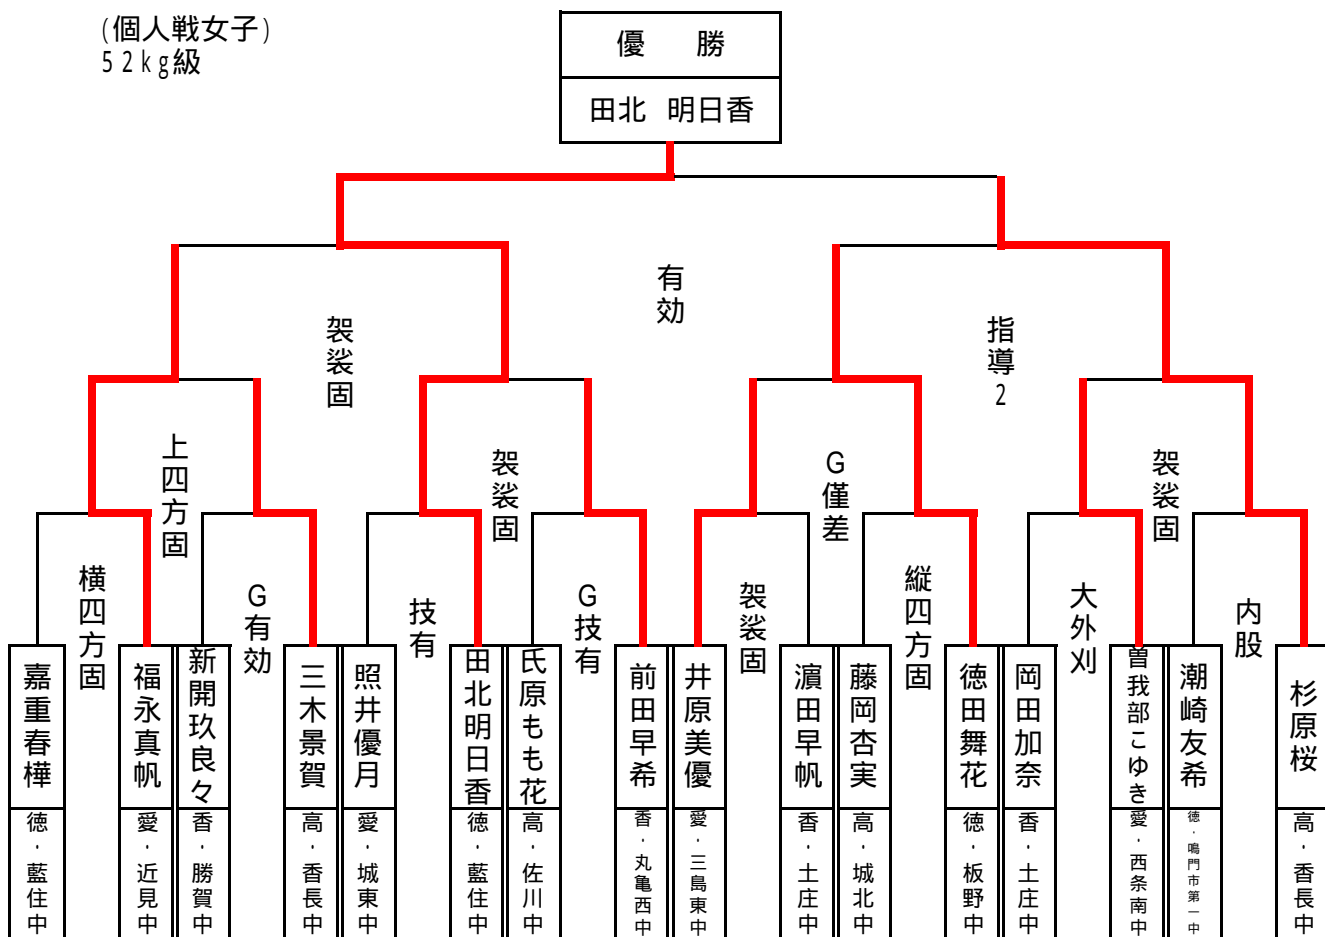 (個人戦女子)
52kg級
優　勝
田北 明日香
有効
袈裟固
指導2
上四方固
袈裟固
G僅差
袈裟固
横四方固
G有効
技有
G技有
袈裟固
縦四方固
大外刈
内股
嘉重春樺
福永真帆
新開玖良々
三木景賀
照井優月
田北明日香
氏原もも花
前田早希
井原美優
濵田早帆
藤岡杏実
徳田舞花
岡田加奈
曽我部こゆき
潮崎友希
杉原桜
徳・藍住中
愛・近見中
香・勝賀中
高・香長中
愛・城東中
徳・藍住中
高・佐川中
香・丸亀西中
愛・三島東中
香・土庄中
高・城北中
徳・板野中
香・土庄中
愛・西条南中
徳・鳴門市第一中
高・香長中